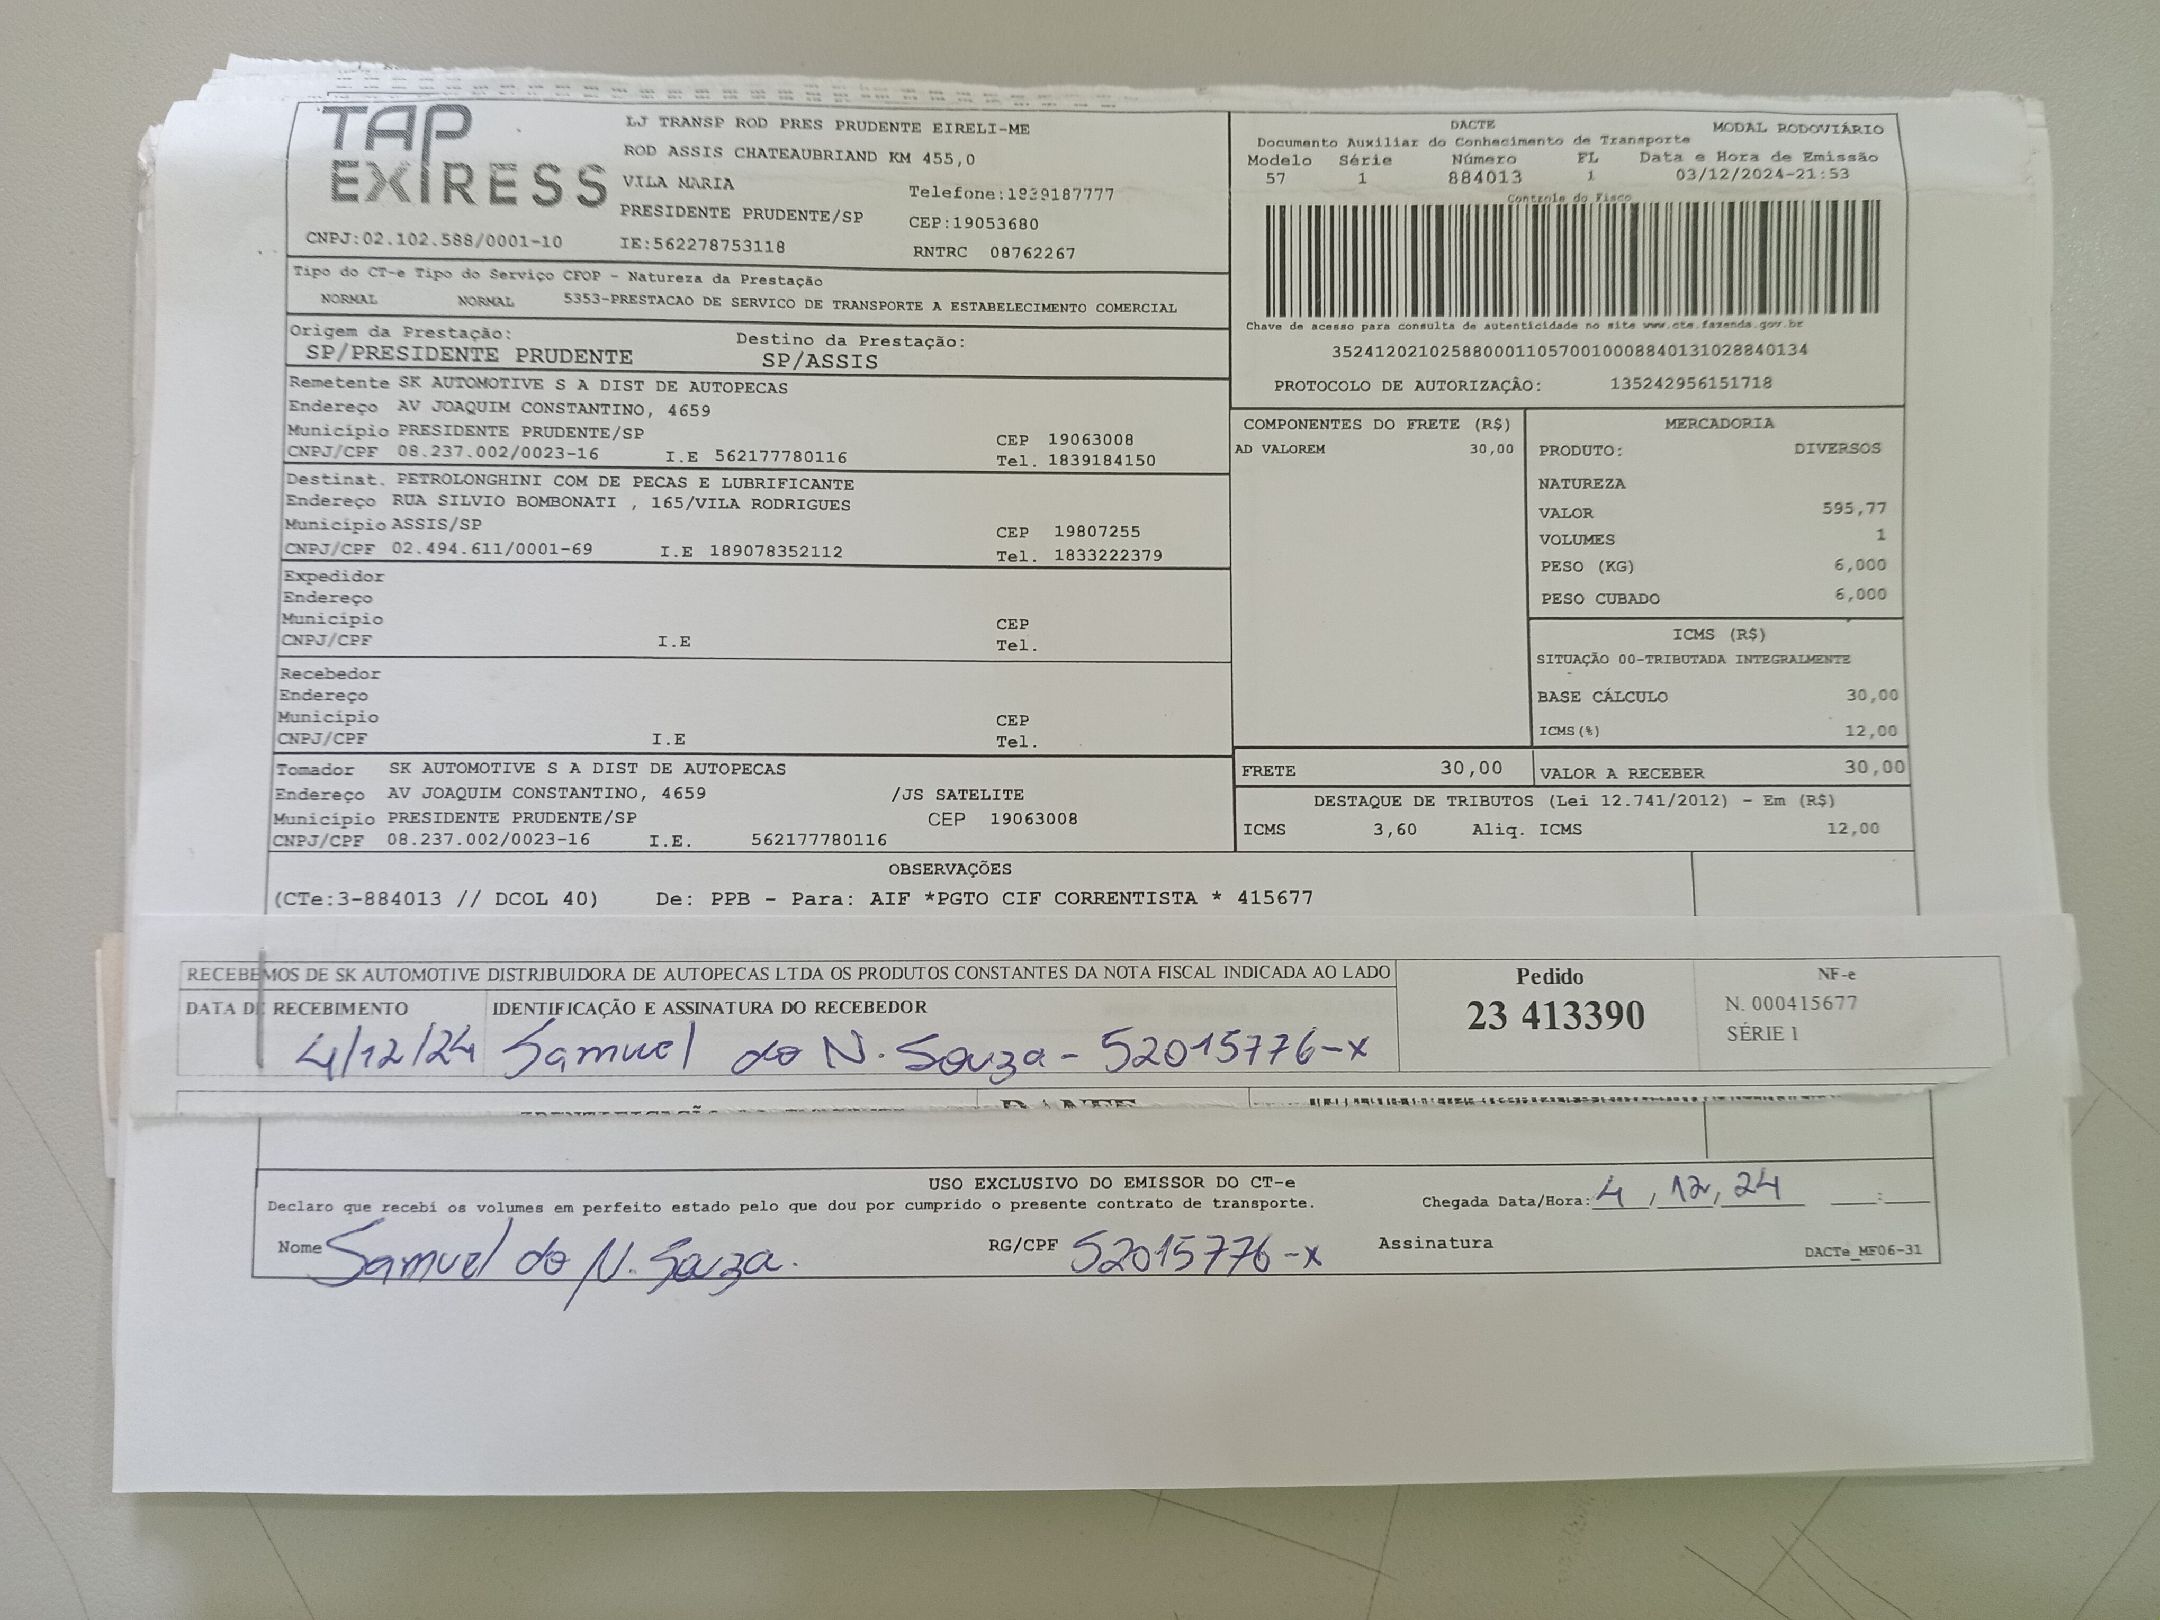 TAP
EXPRESS
LJ TRANSP ROD PRES PRUDENTE EIRELI-ME
ROD ASSIS CHATEAUBRIAND KM 455,0
VILA MARIA
Telefone:1839187777
PRESIDENTE PRUDENTE/SP
CEP:19053680
CNPJ:02.102.588/0001-10 IE:562278753118 RNTRC 08762267
DACTE
MODAL RODOVIÁRIO
Documento Auxiliar do Conhecimento de Transporte
Modelo Série Número FL Data e Hora de Emissão
57 1 884013 1 03/12/2024-21:53
Controle do Fisco
Chave de acesso para consulta de autenticidade no site www.cte.fazenda.gov.br
35241202102588000110570010008840131028840134
PROTOCOLO DE AUTORIZAÇÃO: 135242956151718
Tipo do CT-e Tipo do Serviço CFOP - Natureza da Prestação
NORMAL NORMAL 5353-PRESTACAO DE SERVICO DE TRANSPORTE A ESTABELECIMENTO COMERCIAL
Origem da Prestação: Destino da Prestação:
SP/PRESIDENTE PRUDENTE SP/ASSIS
Remetente SK AUTOMOTIVE S A DIST DE AUTOPECAS
Endereço AV JOAQUIM CONSTANTINO, 4659
Município PRESIDENTE PRUDENTE/SP CEP 19063008
CNPJ/CPF 08.237.002/0023-16 I.E 562177780116 Tel. 1839184150
Destinat. PETROLONGHINI COM DE PECAS E LUBRIFICANTE
Endereço RUA SILVIO BOMBONATI , 165/VILA RODRIGUES
Município ASSIS/SP CEP 19807255
CNPJ/CPF 02.494.611/0001-69 I.E 189078352112 Tel. 1833222379
Expedidor
Endereço
Município CEP
CNPJ/CPF I.E Tel.
Recebedor
Endereço
Município CEP
CNPJ/CPF I.E Tel.
Tomador SK AUTOMOTIVE S A DIST DE AUTOPECAS
Endereço AV JOAQUIM CONSTANTINO, 4659 /JS SATELITE
Município PRESIDENTE PRUDENTE/SP CEP 19063008
CNPJ/CPF 08.237.002/0023-16 I.E. 562177780116
COMPONENTES DO FRETE (R$)
AD VALOREM 30,00
MERCADORIA
PRODUTO: DIVERSOS
NATUREZA
VALOR 595,77
VOLUMES 1
PESO (KG) 6,000
PESO CUBADO 6,000
ICMS (R$)
SITUAÇÃO 00-TRIBUTADA INTEGRALMENTE
BASE CÁLCULO 30,00
ICMS(%) 12,00
FRETE 30,00 VALOR A RECEBER 30,00
DESTAQUE DE TRIBUTOS (Lei 12.741/2012) - Em (R$)
ICMS 3,60 Aliq. ICMS 12,00
OBSERVAÇÕES
(CTe:3-884013 // DCOL 40) De: PPB - Para: AIF *PGTO CIF CORRENTISTA * 415677
RECEBEMOS DE SK AUTOMOTIVE DISTRIBUIDORA DE AUTOPECAS LTDA OS PRODUTOS CONSTANTES DA NOTA FISCAL INDICADA AO LADO
DATA DE RECEBIMENTO IDENTIFICAÇÃO E ASSINATURA DO RECEBEDOR
4/12/24 Samuel do N. Souza - 52015776-x
Pedido
23 413390
NF-e
N. 000415677
SÉRIE 1
USO EXCLUSIVO DO EMISSOR DO CT-e
Declaro que recebi os volumes em perfeito estado pelo que dou por cumprido o presente contrato de transporte.
Chegada Data/Hora: 4 / 12 / 24 :
Nome Samuel do N. Souza. RG/CPF 52015776-x Assinatura
DACTe_MF06-31